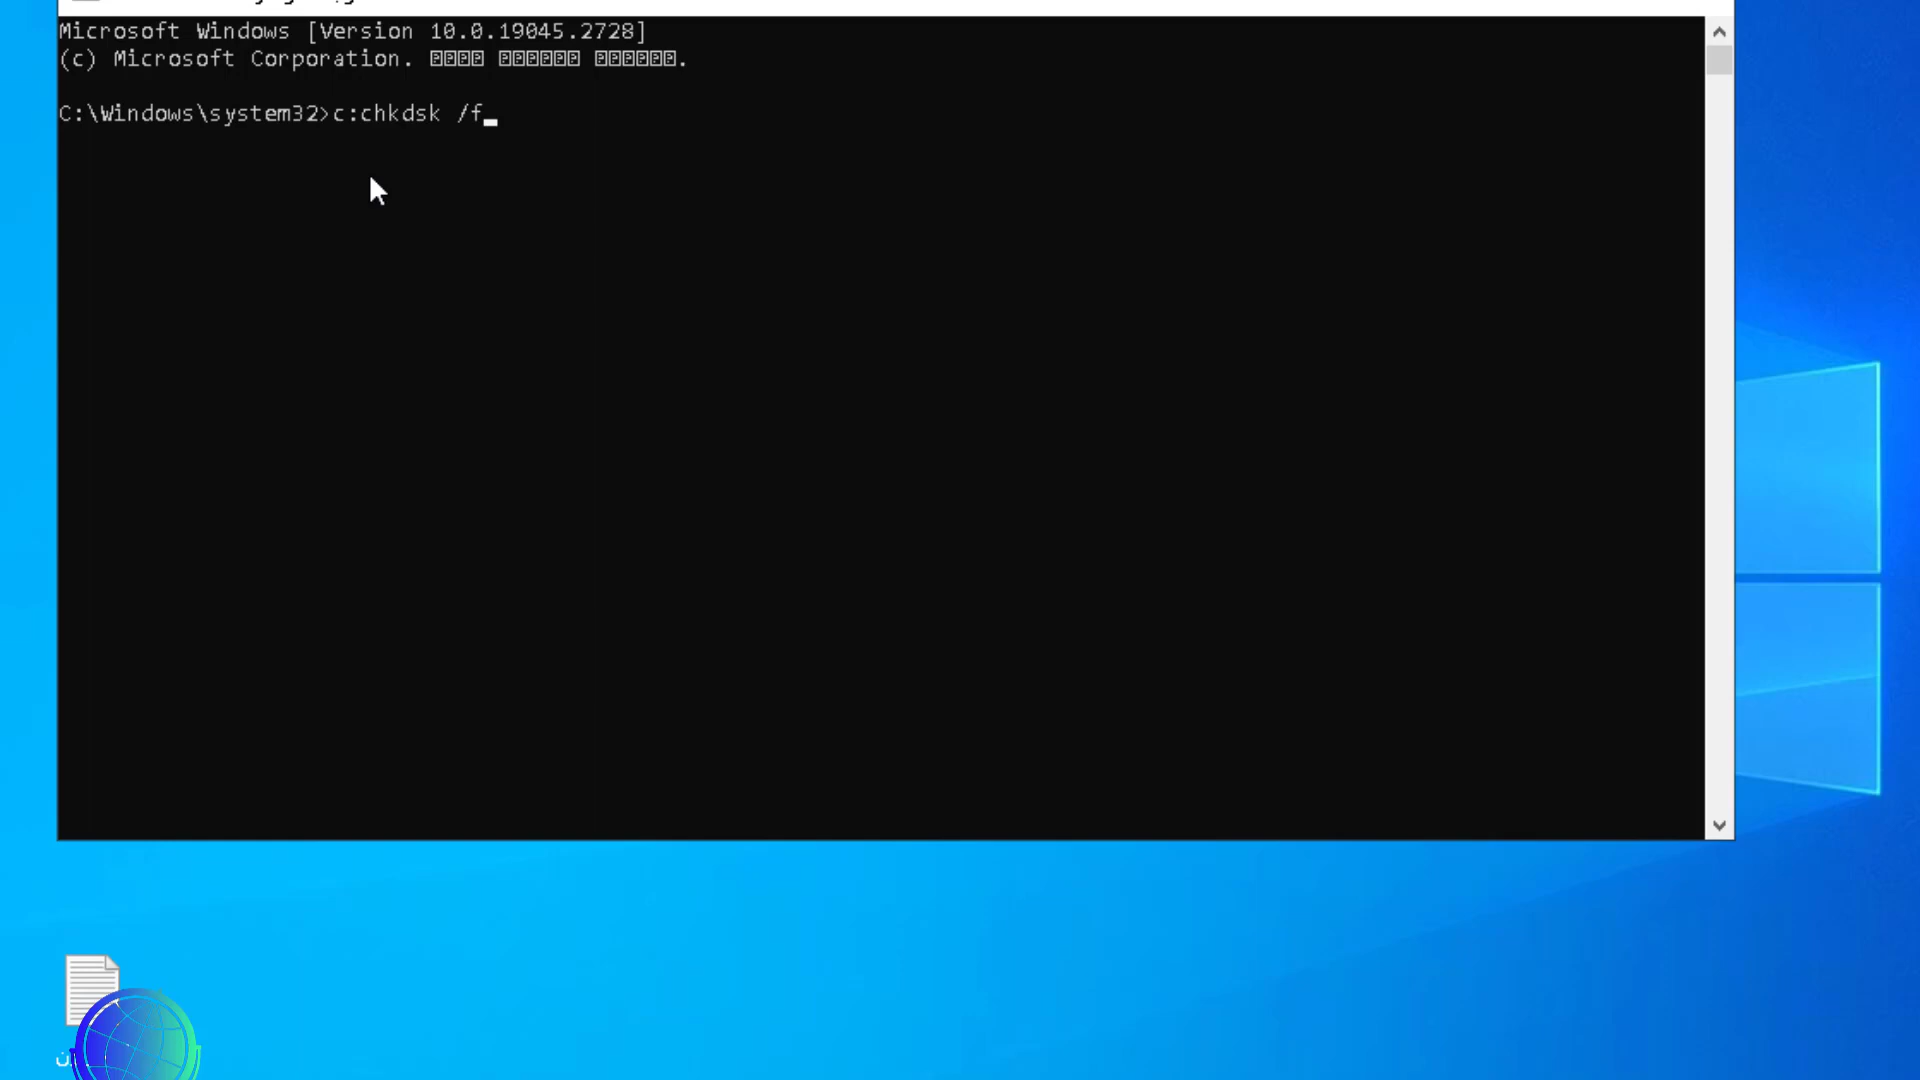 Microsoft Windows [Version 10.0.19045.2728]
(c) Microsoft Corporation.
C:\Windows\system32>c:chkdsk /f